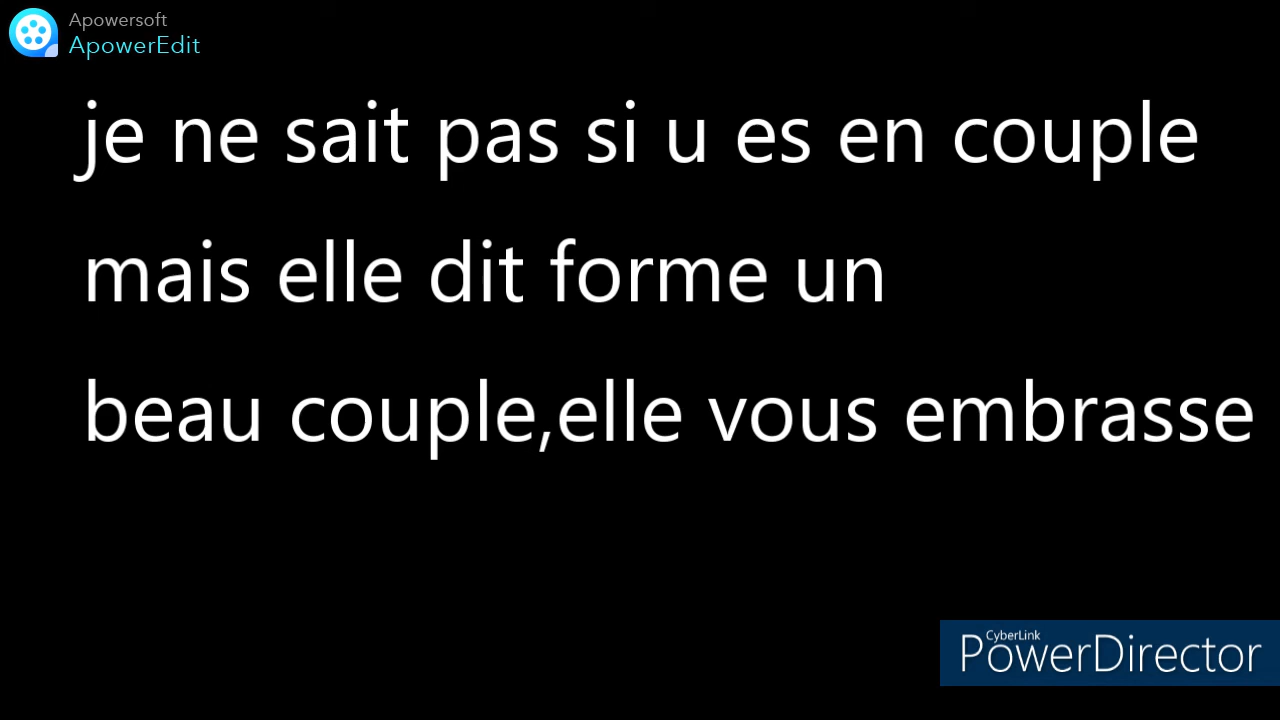 Apowersoft
ApowerEdit
je ne sait pas si u es en couple
mais elle dit forme un
beau couple,elle vous embrasse
CyberLink
PowerDirector